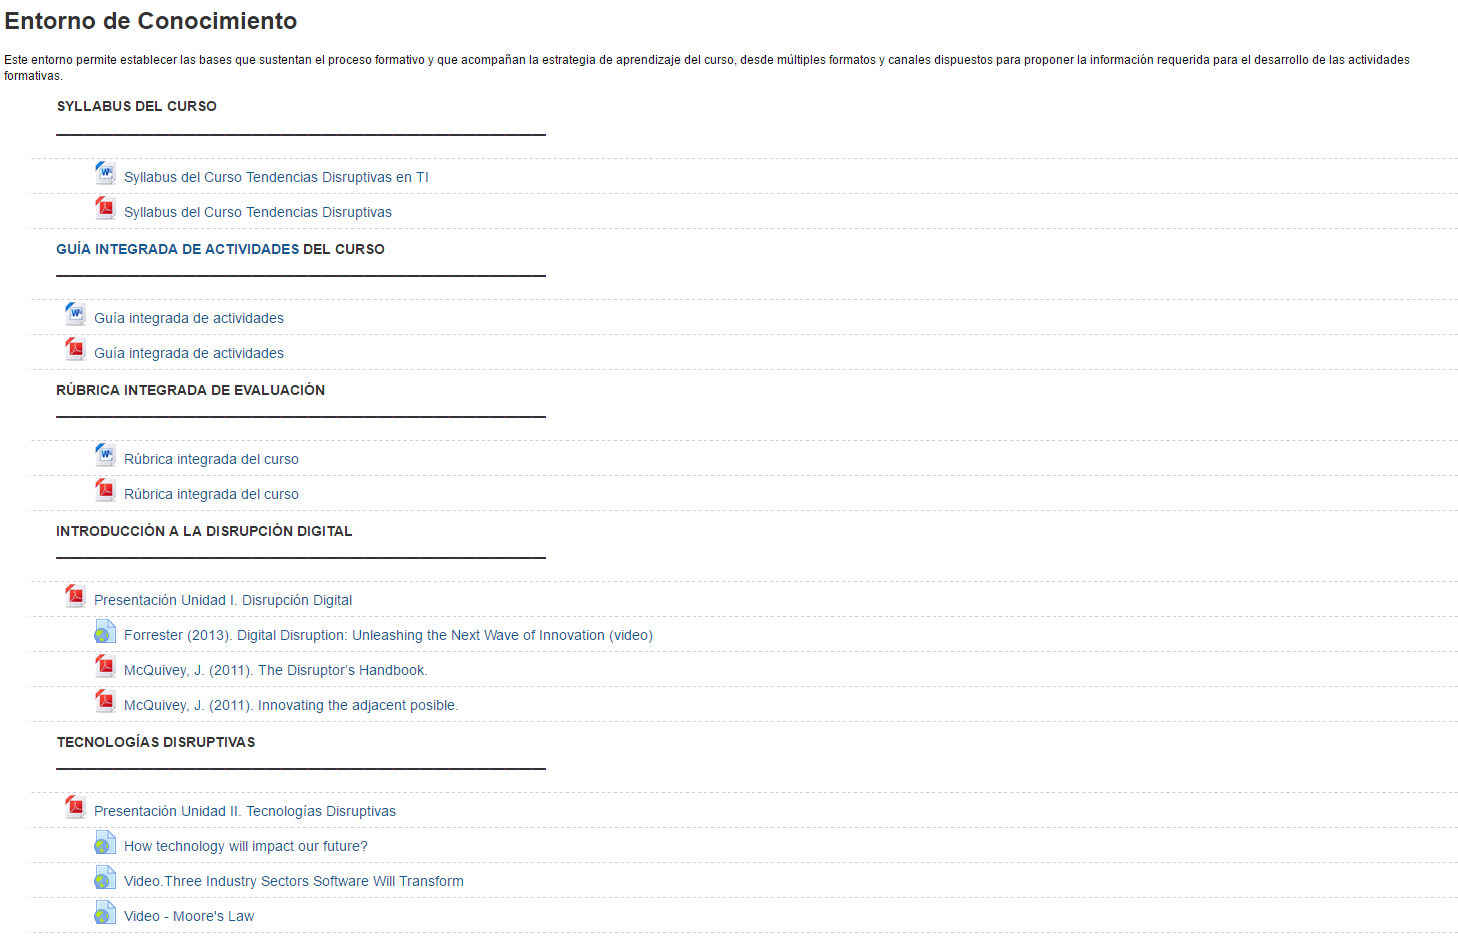 Entorno de Conocimiento
Este entorno permite establecer las bases que sustentan el proceso formativo y que acompañan la estrategia de aprendizaje del curso, desde múltiples formatos y canales dispuestos para proponer la información requerida para el desarrollo de las actividades
formativas.
SYLLABUS DEL CURSO
Syllabus del Curso Tendencias Disruptivas en TI
Syllabus del Curso Tendencias Disruptivas
GUÍA INTEGRADA DE ACTIVIDADES DEL CURSO
Guía integrada de actividades
Guía integrada de actividades
RÚBRICA INTEGRADA DE EVALUACIÓN
Rúbrica integrada del curso
Rúbrica integrada del curso
INTRODUCCIÓN A LA DISRUPCIÓN DIGITAL
Presentación Unidad I. Disrupción Digital
Forrester (2013). Digital Disruption: Unleashing the Next Wave of Innovation (video)
McQuivey, J. (2011). The Disruptor’s Handbook.
McQuivey, J. (2011). Innovating the adjacent posible.
TECNOLOGÍAS DISRUPTIVAS
Presentación Unidad II. Tecnologías Disruptivas
How technology will impact our future?
Video.Three Industry Sectors Software Will Transform
Video - Moore's Law